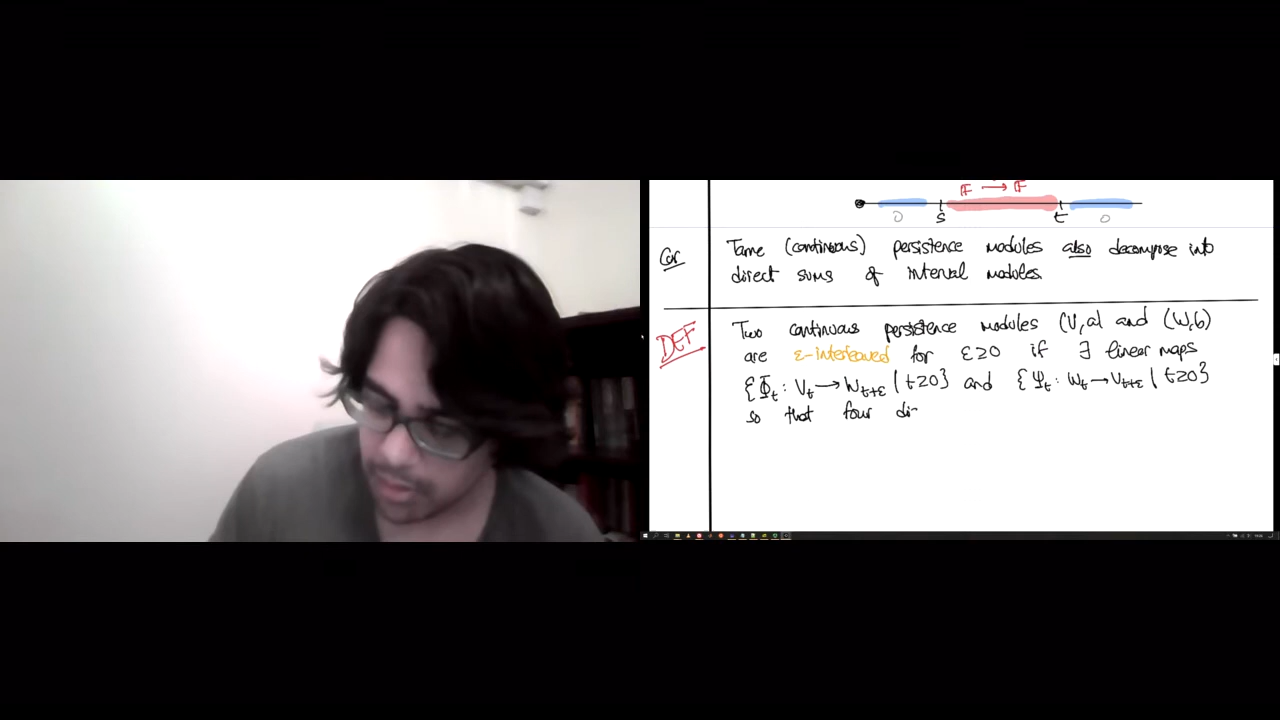 𝔽 → 𝔽
0 s t 0
Cor
Tame (continuous) persistence modules also decompose into
direct sums of interval modules.
DEF
Two continuous persistence modules (V,a) and (W,b)
are ε-interleaved for ε≥0 if ∃ linear maps
{Φ_t : V_t → W_{t+ε} | t≥0} and {Ψ_t : W_t → V_{t+ε} | t≥0}
so that four di